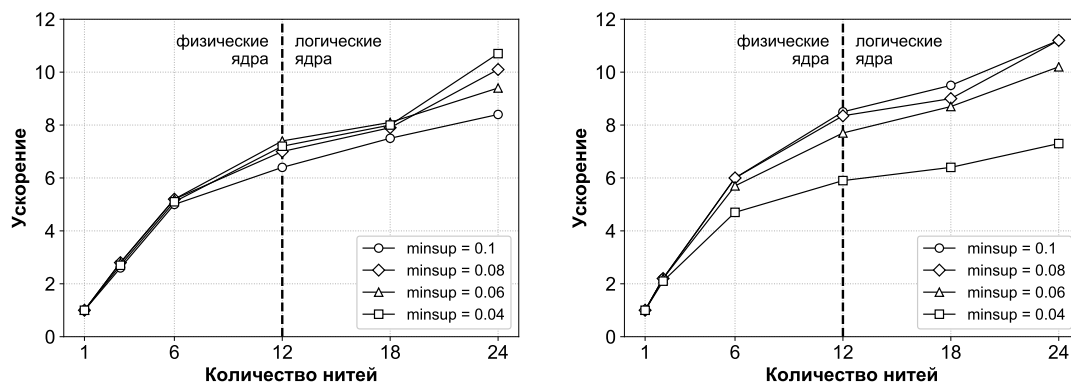 12
10
8
6
4
2
0
Ускорение
физические
ядра
логические
ядра
minsup = 0.1
minsup = 0.08
minsup = 0.06
minsup = 0.04
1
6
12
18
24
Количество нитей
12
10
8
6
4
2
0
Ускорение
физические
ядра
логические
ядра
minsup = 0.1
minsup = 0.08
minsup = 0.06
minsup = 0.04
1
6
12
18
24
Количество нитей